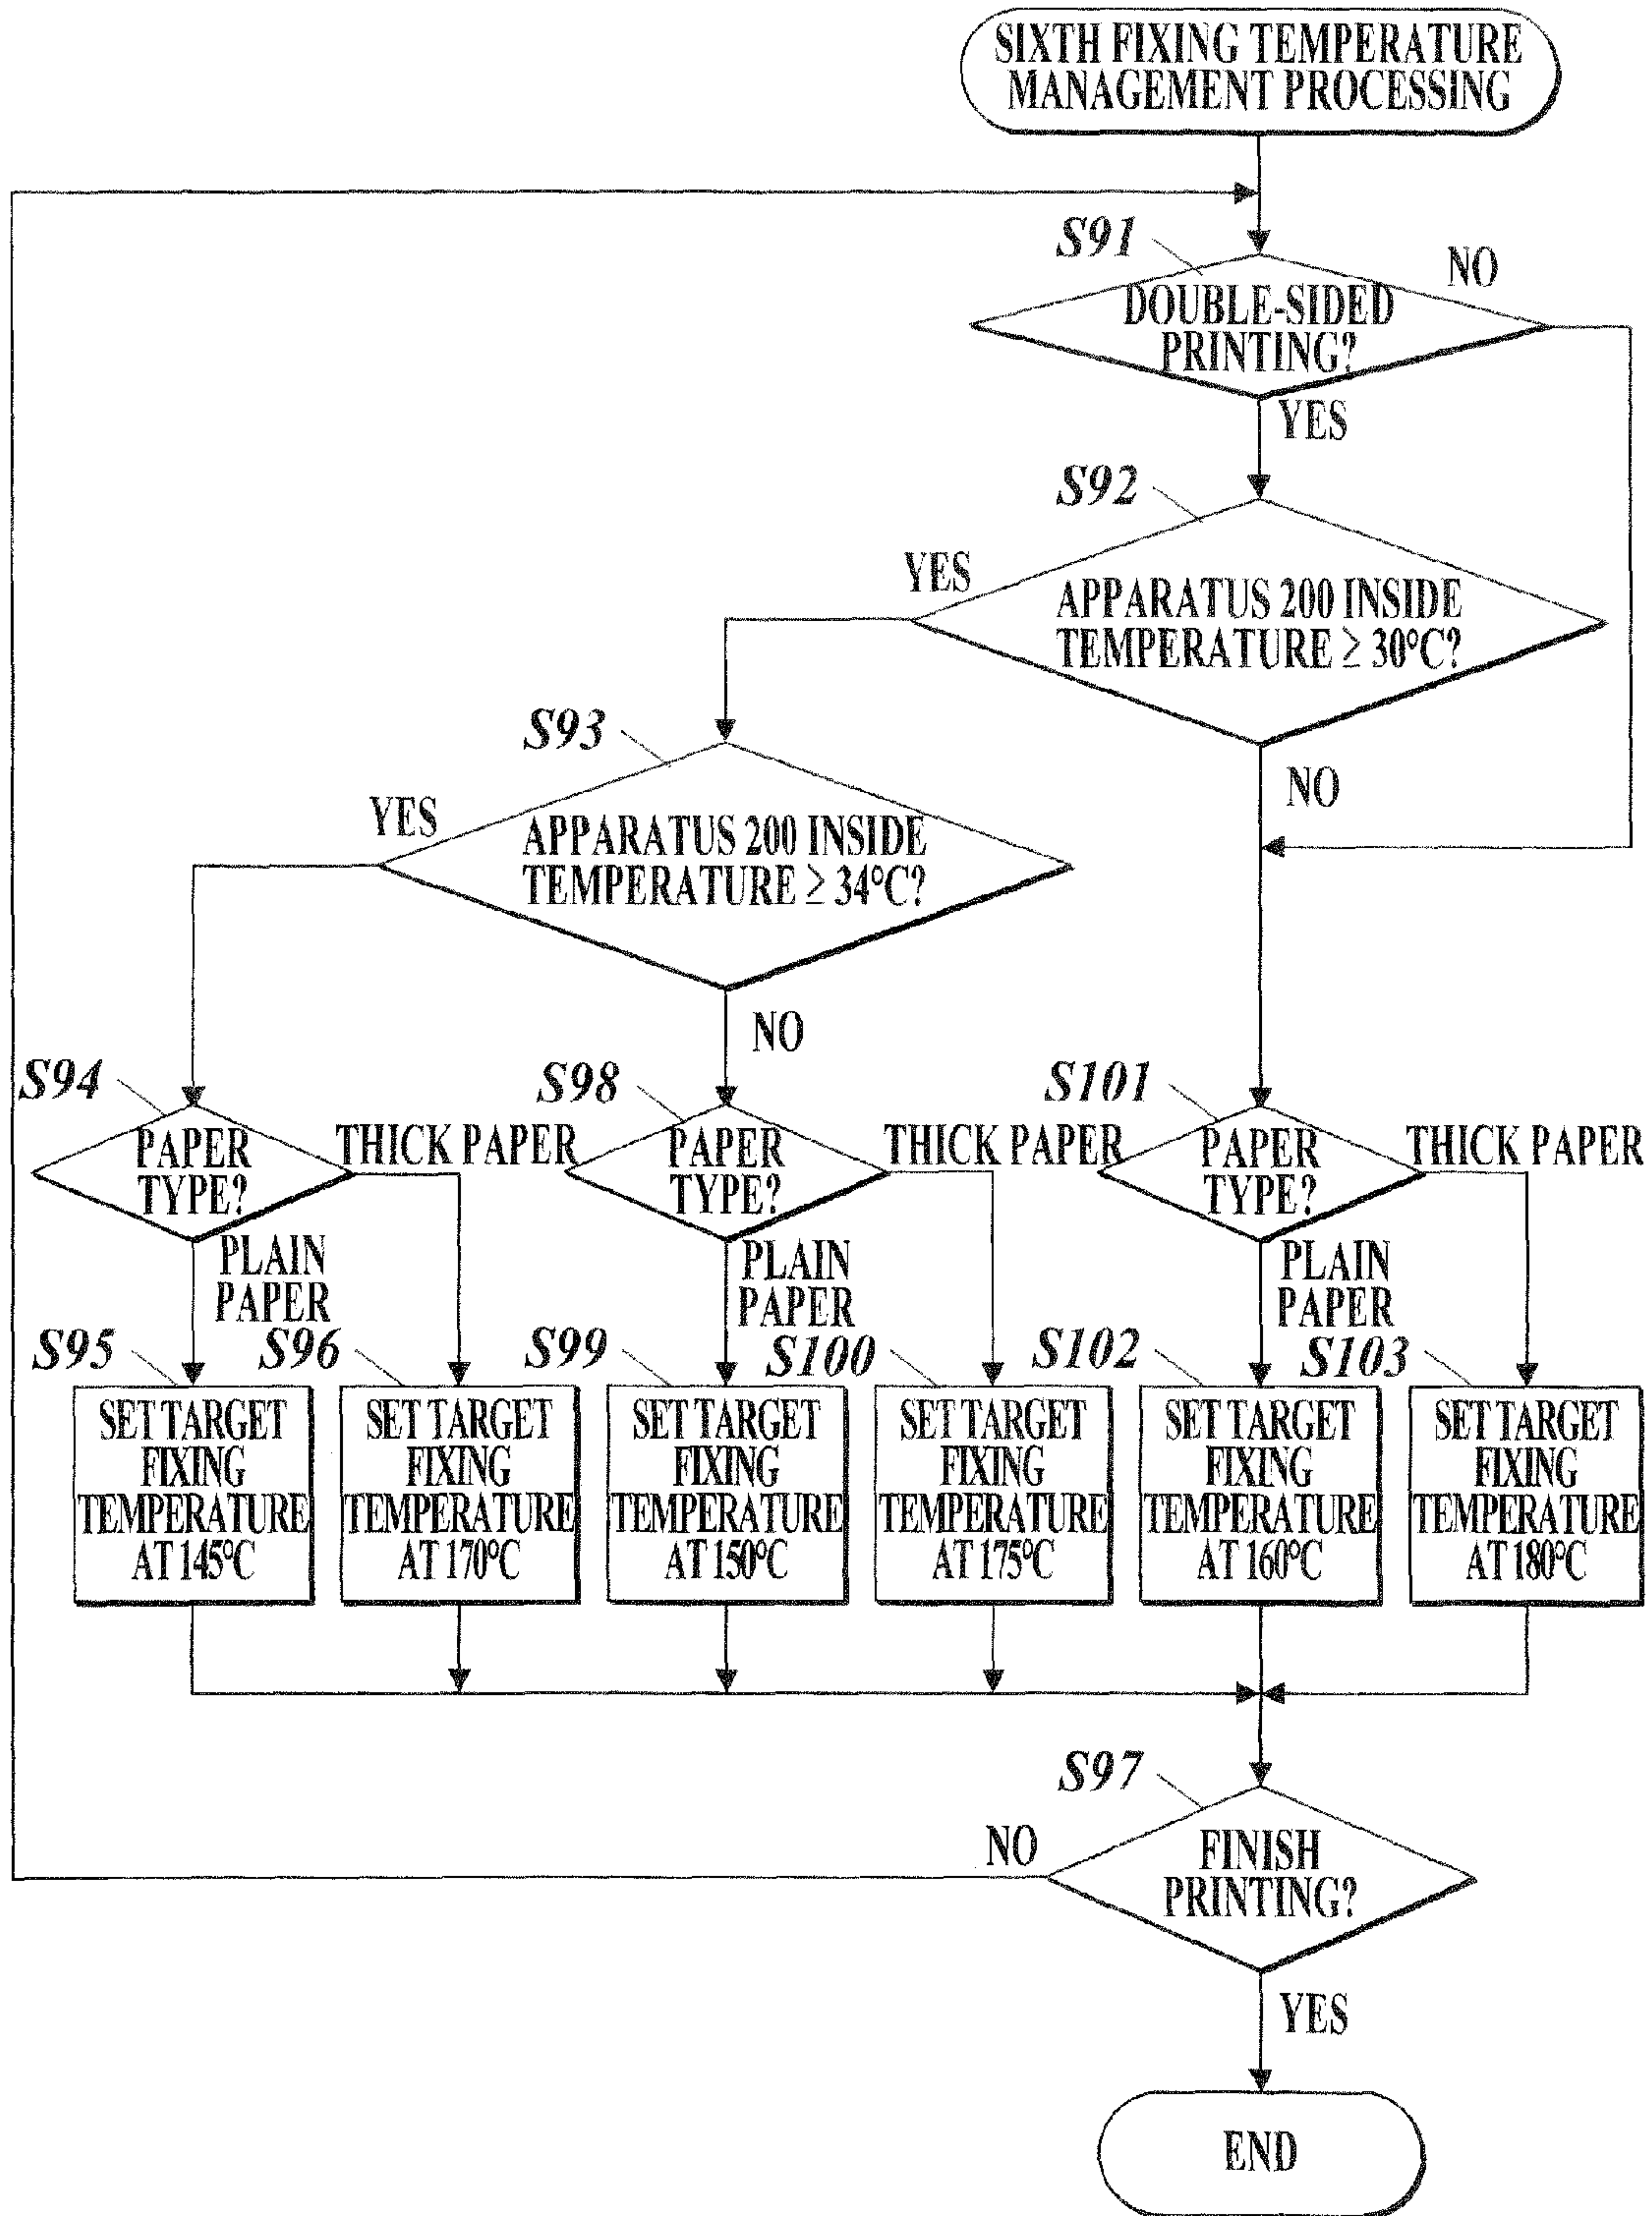 SIXTH FIXING TEMPERATURE
MANAGEMENT PROCESSING
S91
NO
DOUBLE-SIDED
PRINTING?
YES
S92
YES
APPARATUS 200 INSIDE
TEMPERATURE ≥ 30°C?
NO
S93
YES
APPARATUS 200 INSIDE
TEMPERATURE ≥ 34°C?
NO
S94
PAPER
TYPE?
THICK PAPER
PLAIN
PAPER
S98
PAPER
TYPE?
THICK PAPER
PLAIN
PAPER
S101
PAPER
TYPE?
THICK PAPER
PLAIN
PAPER
S95
SET TARGET
FIXING
TEMPERATURE
AT 145°C
S96
SET TARGET
FIXING
TEMPERATURE
AT 170°C
S99
SET TARGET
FIXING
TEMPERATURE
AT 150°C
S100
SET TARGET
FIXING
TEMPERATURE
AT 175°C
S102
SET TARGET
FIXING
TEMPERATURE
AT 160°C
S103
SET TARGET
FIXING
TEMPERATURE
AT 180°C
S97
NO
FINISH
PRINTING?
YES
END